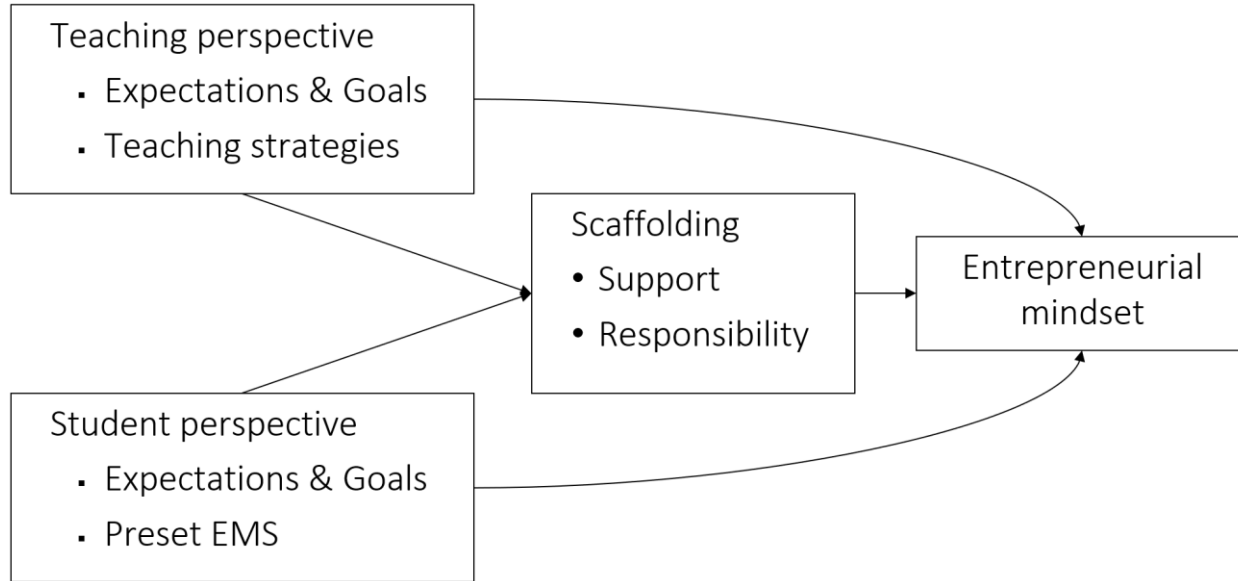 Teaching perspective
▪ Expectations & Goals
▪ Teaching strategies
Scaffolding
• Support
• Responsibility
Entrepreneurial
mindset
Student perspective
▪ Expectations & Goals
▪ Preset EMS